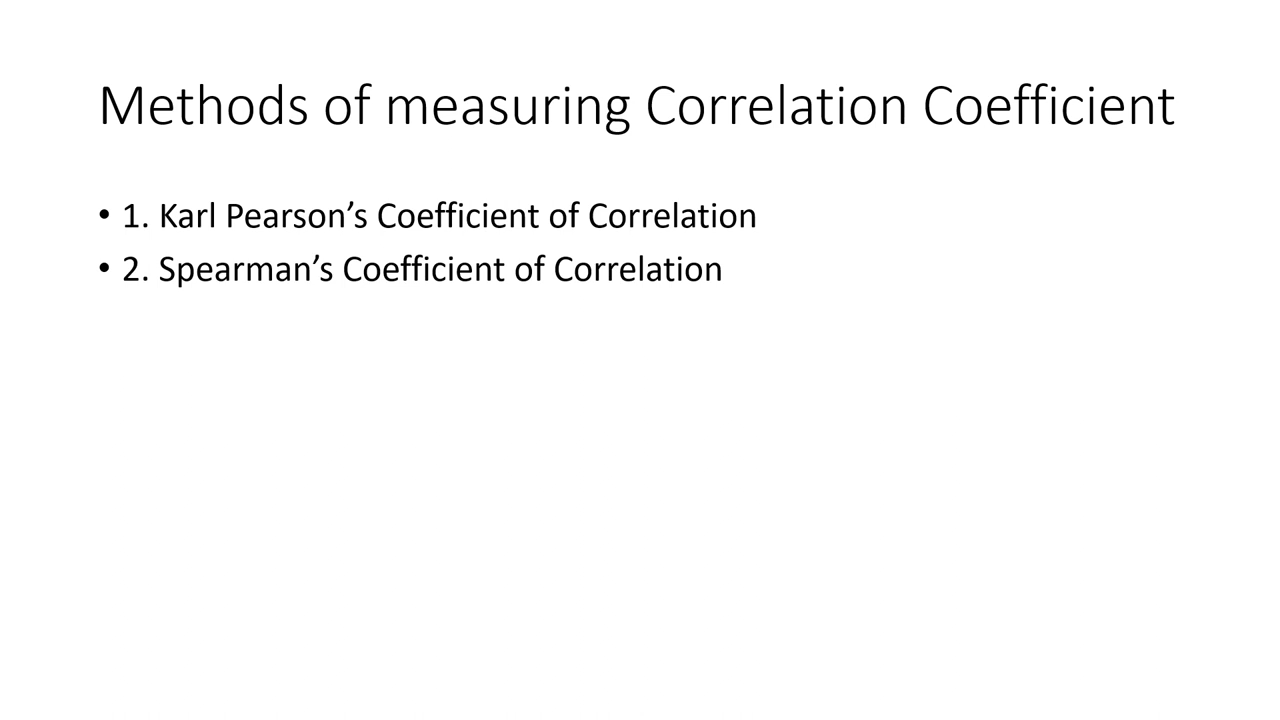 Methods of measuring Correlation Coefficient
• 1. Karl Pearson’s Coefficient of Correlation
• 2. Spearman’s Coefficient of Correlation